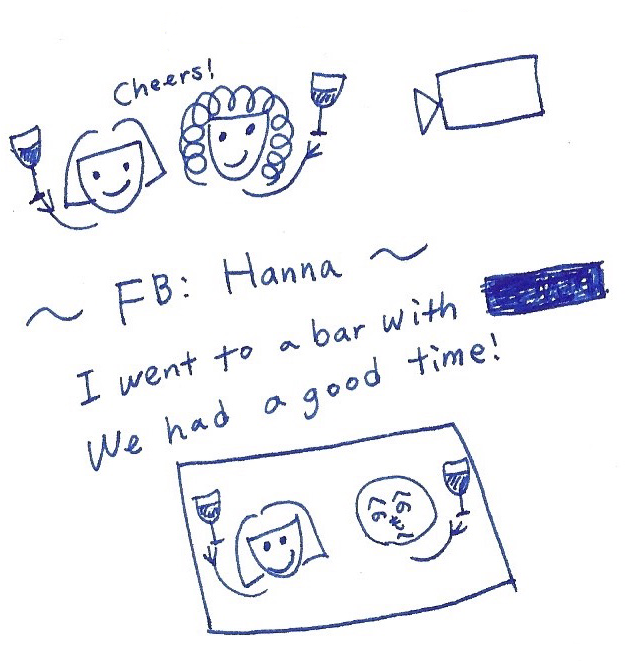 Cheers!
~ FB: Hanna ~
I went to a bar with
We had a good time!